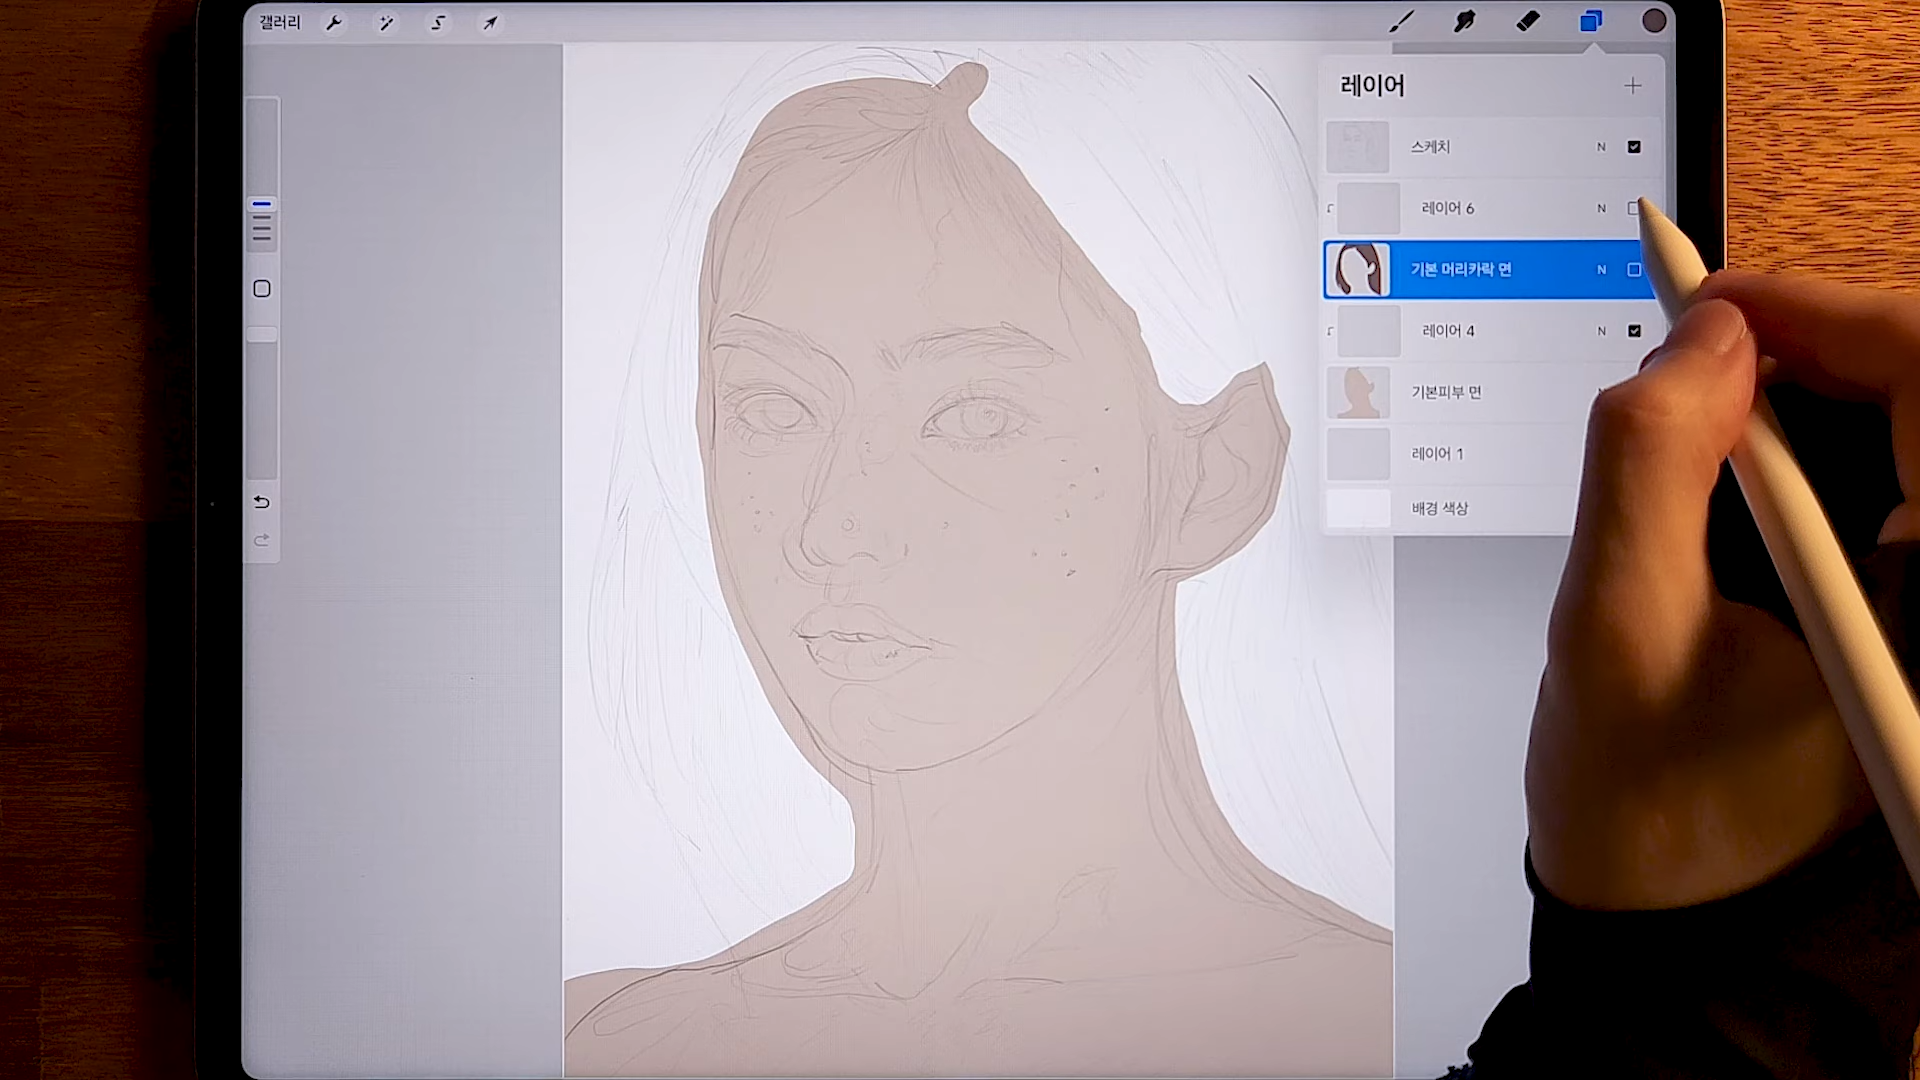 갤러리
레이어
스케치 N
레이어 6 N
기본 머리카락 면 N
레이어 4 N
기본피부 면
레이어 1
배경 색상